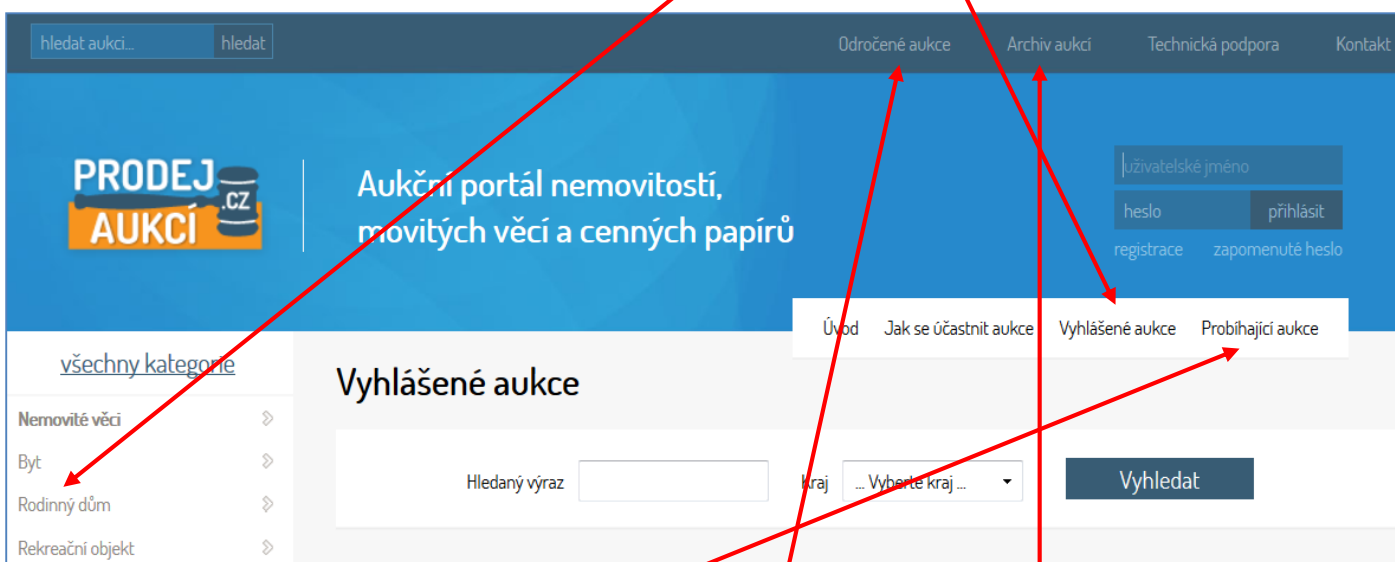 hledat aukci... hledat
Odročené aukce Archiv aukcí Technická podpora Kontakt
PRODEJ
AUKCÍ
.CZ
Aukční portál nemovitostí,
movitých věcí a cenných papírů
uživatelské jméno
heslo přihlásit
registrace zapomenuté heslo
Úvod Jak se účastnit aukce Vyhlášené aukce Probíhající aukce
všechny kategorie
Nemovité věci
Byt
Rodinný dům
Rekreační objekt
Vyhlášené aukce
Hledaný výraz Kraj ... Vyberte kraj ... Vyhledat